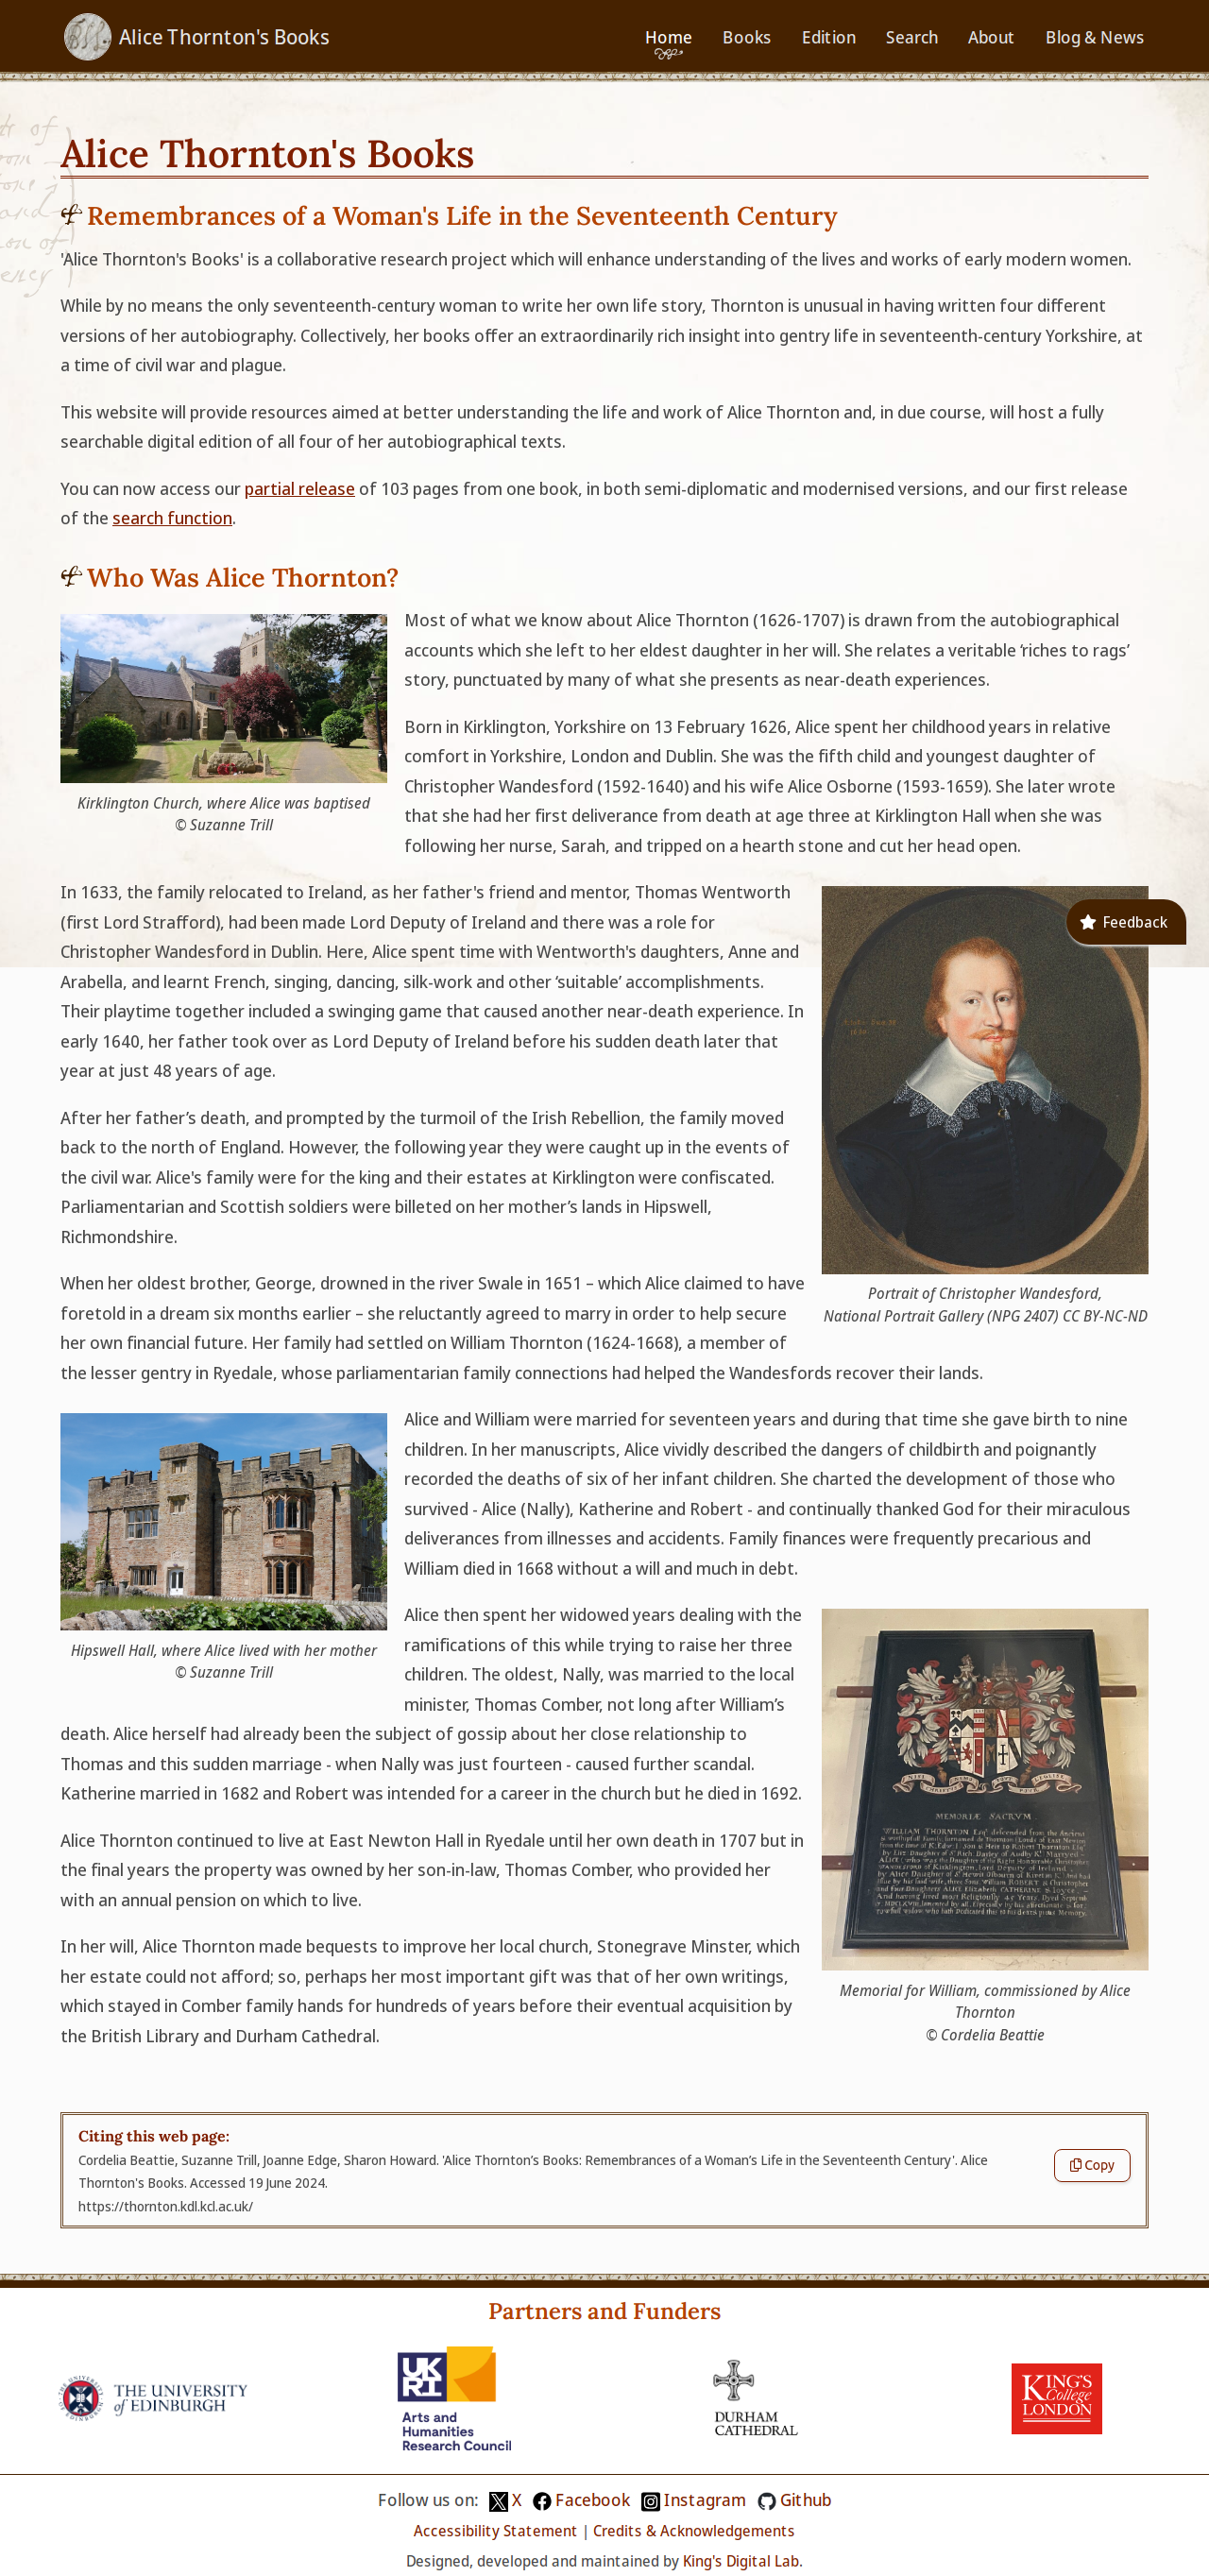 Alice Thornton's Books
Home
Books
Edition
Search
About
Blog & News
Alice Thornton's Books
Remembrances of a Woman's Life in the Seventeenth Century
'Alice Thornton's Books' is a collaborative research project which will enhance understanding of the lives and works of early modern women.
While by no means the only seventeenth-century woman to write her own life story, Thornton is unusual in having written four different
versions of her autobiography. Collectively, her books offer an extraordinarily rich insight into gentry life in seventeenth-century Yorkshire, at
a time of civil war and plague.
This website will provide resources aimed at better understanding the life and work of Alice Thornton and, in due course, will host a fully
searchable digital edition of all four of her autobiographical texts.
You can now access our partial release of 103 pages from one book, in both semi-diplomatic and modernised versions, and our first release
of the search function.
Who Was Alice Thornton?
Most of what we know about Alice Thornton (1626-1707) is drawn from the autobiographical
accounts which she left to her eldest daughter in her will. She relates a veritable ‘riches to rags’
story, punctuated by many of what she presents as near-death experiences.
Born in Kirklington, Yorkshire on 13 February 1626, Alice spent her childhood years in relative
comfort in Yorkshire, London and Dublin. She was the fifth child and youngest daughter of
Christopher Wandesford (1592-1640) and his wife Alice Osborne (1593-1659). She later wrote
that she had her first deliverance from death at age three at Kirklington Hall when she was
following her nurse, Sarah, and tripped on a hearth stone and cut her head open.
Kirklington Church, where Alice was baptised
© Suzanne Trill
In 1633, the family relocated to Ireland, as her father's friend and mentor, Thomas Wentworth
(first Lord Strafford), had been made Lord Deputy of Ireland and there was a role for
Christopher Wandesford in Dublin. Here, Alice spent time with Wentworth's daughters, Anne and
Arabella, and learnt French, singing, dancing, silk-work and other ‘suitable’ accomplishments.
Their playtime together included a swinging game that caused another near-death experience. In
early 1640, her father took over as Lord Deputy of Ireland before his sudden death later that
year at just 48 years of age.
Feedback
After her father’s death, and prompted by the turmoil of the Irish Rebellion, the family moved
back to the north of England. However, the following year they were caught up in the events of
the civil war. Alice's family were for the king and their estates at Kirklington were confiscated.
Parliamentarian and Scottish soldiers were billeted on her mother’s lands in Hipswell,
Richmondshire.
Portrait of Christopher Wandesford,
National Portrait Gallery (NPG 2407) CC BY-NC-ND
When her oldest brother, George, drowned in the river Swale in 1651 – which Alice claimed to have
foretold in a dream six months earlier – she reluctantly agreed to marry in order to help secure
her own financial future. Her family had settled on William Thornton (1624-1668), a member of
the lesser gentry in Ryedale, whose parliamentarian family connections had helped the Wandesfords recover their lands.
Alice and William were married for seventeen years and during that time she gave birth to nine
children. In her manuscripts, Alice vividly described the dangers of childbirth and poignantly
recorded the deaths of six of her infant children. She charted the development of those who
survived - Alice (Nally), Katherine and Robert - and continually thanked God for their miraculous
deliverances from illnesses and accidents. Family finances were frequently precarious and
William died in 1668 without a will and much in debt.
Hipswell Hall, where Alice lived with her mother
© Suzanne Trill
Alice then spent her widowed years dealing with the
ramifications of this while trying to raise her three
children. The oldest, Nally, was married to the local
minister, Thomas Comber, not long after William’s
death. Alice herself had already been the subject of gossip about her close relationship to
Thomas and this sudden marriage - when Nally was just fourteen - caused further scandal.
Katherine married in 1682 and Robert was intended for a career in the church but he died in 1692.
MEMORIÆ SACRVM
Alice Thornton continued to live at East Newton Hall in Ryedale until her own death in 1707 but in
the final years the property was owned by her son-in-law, Thomas Comber, who provided her
with an annual pension on which to live.
In her will, Alice Thornton made bequests to improve her local church, Stonegrave Minster, which
her estate could not afford; so, perhaps her most important gift was that of her own writings,
which stayed in Comber family hands for hundreds of years before their eventual acquisition by
the British Library and Durham Cathedral.
Memorial for William, commissioned by Alice
Thornton
© Cordelia Beattie
Citing this web page:
Cordelia Beattie, Suzanne Trill, Joanne Edge, Sharon Howard. 'Alice Thornton’s Books: Remembrances of a Woman’s Life in the Seventeenth Century'. Alice
Thornton's Books. Accessed 19 June 2024.
https://thornton.kdl.kcl.ac.uk/
Copy
Partners and Funders
THE UNIVERSITY
of EDINBURGH
UKRI
Arts and
Humanities
Research Council
DURHAM
CATHEDRAL
KING'S
College
LONDON
Follow us on: X Facebook Instagram Github
Accessibility Statement | Credits & Acknowledgements
Designed, developed and maintained by King's Digital Lab.